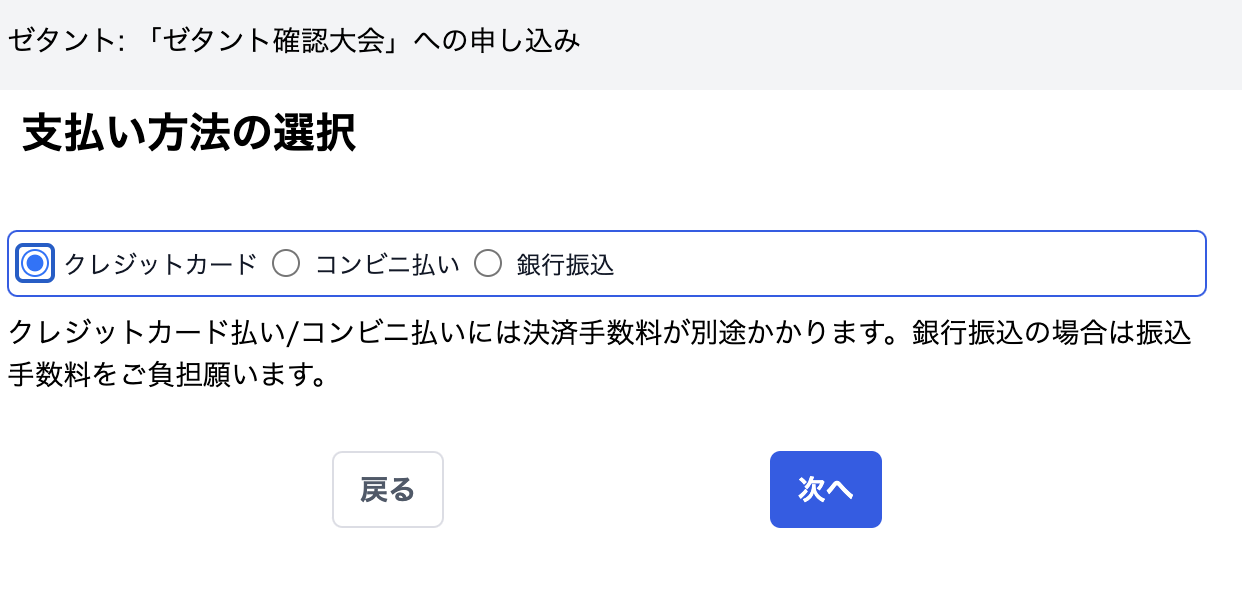 ゼタント: 「ゼタント確認大会」への申し込み
支払い方法の選択
クレジットカード コンビニ払い 銀行振込
クレジットカード払い/コンビニ払いには決済手数料が別途かかります。銀行振込の場合は振込
手数料をご負担願います。
戻る 次へ